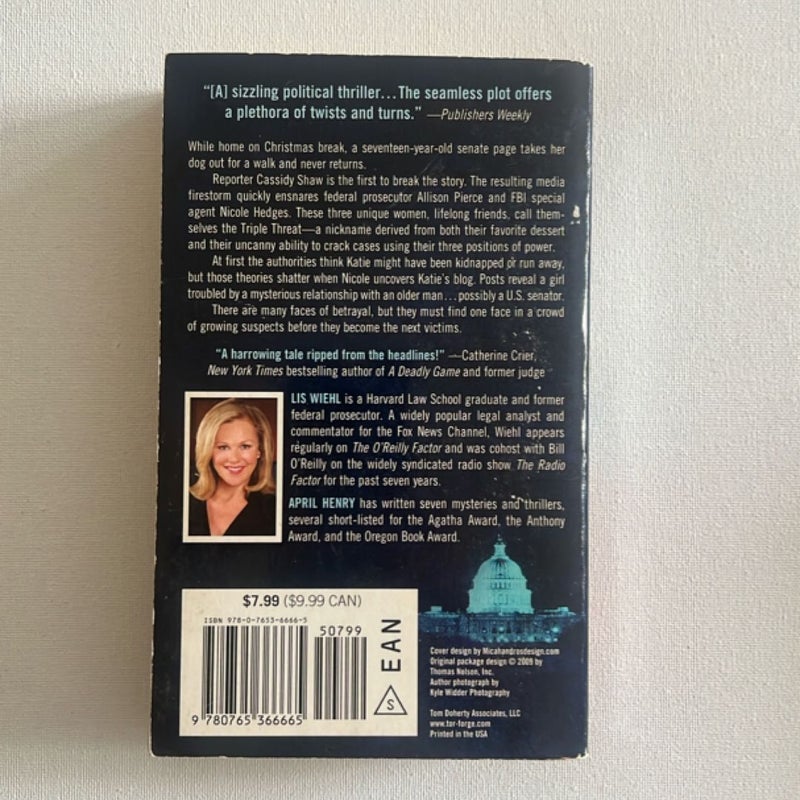 “[A] sizzling political thriller...The seamless plot offers
a plethora of twists and turns.” —Publishers Weekly
While home on Christmas break, a seventeen-year-old senate page takes her
dog out for a walk and never returns.
Reporter Cassidy Shaw is the first to break the story. The resulting media
firestorm quickly ensnares federal prosecutor Allison Pierce and FBI special
agent Nicole Hedges. These three unique women, lifelong friends, call them-
selves the Triple Threat—a nickname derived from both their favorite dessert
and their uncanny ability to crack cases using their three positions of power.
At first the authorities think Katie might have been kidnapped or run away,
but those theories shatter when Nicole uncovers Katie's blog. Posts reveal a girl
troubled by a mysterious relationship with an older man...possibly a U.S. senator.
There are many faces of betrayal, but they must find one face in a crowd
of growing suspects before they become the next victims.
“A harrowing tale ripped from the headlines!” —Catherine Crier,
New York Times bestselling author of A Deadly Game and former judge
LIS WIEHL is a Harvard Law School graduate and former
federal prosecutor. A widely popular legal analyst and
commentator for the Fox News Channel, Wiehl appears
regularly on The O'Reilly Factor and was cohost with Bill
O'Reilly on the widely syndicated radio show The Radio
Factor for the past seven years.
APRIL HENRY has written seven mysteries and thrillers,
several short-listed for the Agatha Award, the Anthony
Award, and the Oregon Book Award.
$7.99 ($9.99 CAN)
ISBN 978-0-7653-6666-5
50799
EAN
S
9 780765 366665
Cover design by Micahandrosdesign.com
Original package design © 2009 by
Thomas Nelson, Inc.
Author photograph by
Kyle Widder Photography
Tom Doherty Associates, LLC
www.tor-forge.com
Printed in the USA